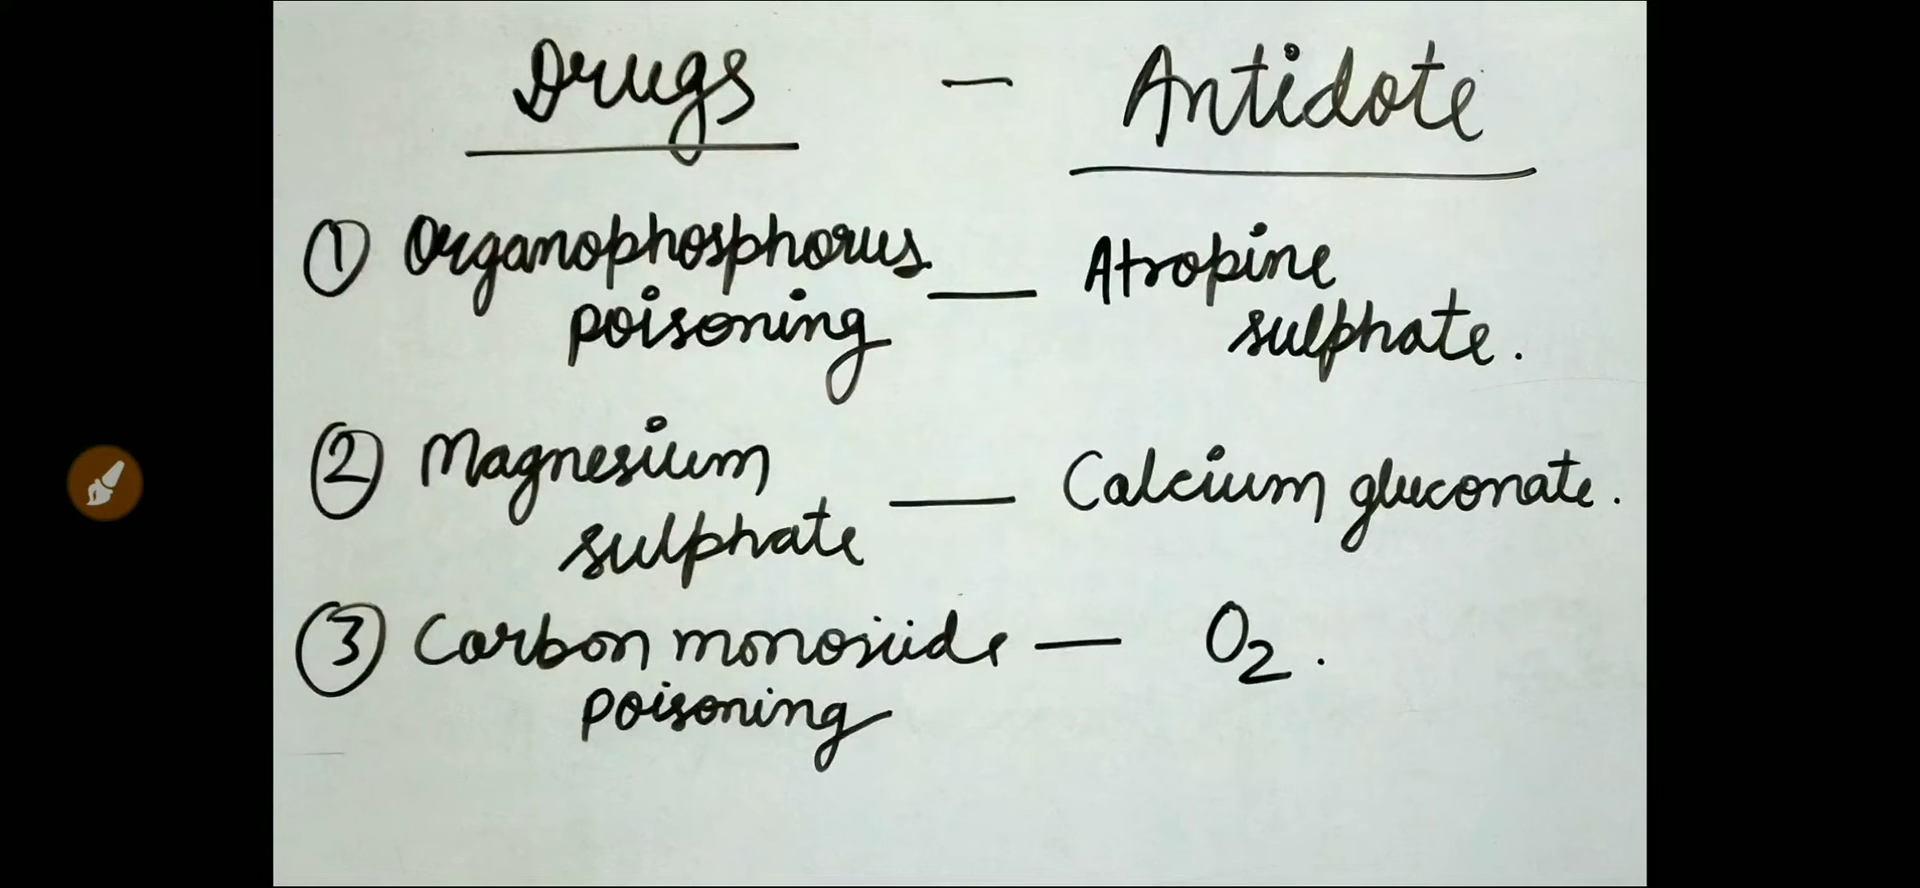 Drugs — Antidote
① Organophosphorus poisoning — Atropine sulphate.
② Magnesium sulphate — Calcium gluconate.
③ Carbon monoxide poisoning — O2.